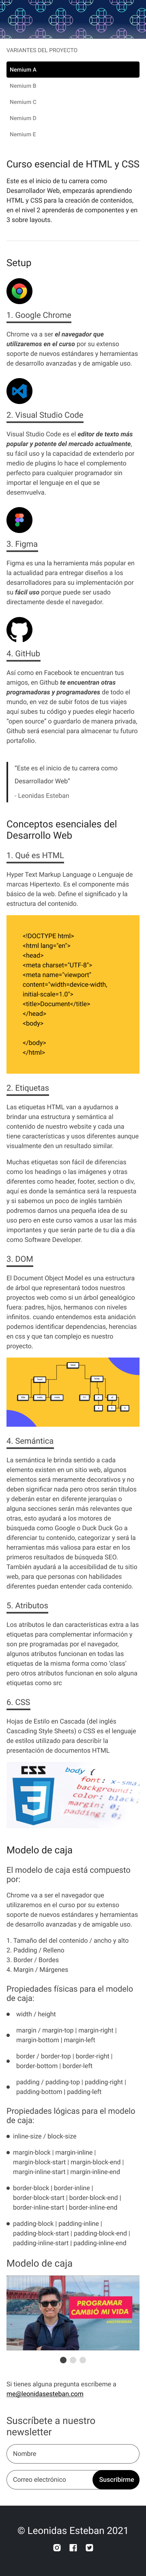 VARIANTES DEL PROYECTO
Nemium A
Nemium B
Nemium C
Nemium D
Nemium E
Curso esencial de HTML y CSS
Este es el inicio de tu carrera como
Desarrollador Web, empezarás aprendiendo
HTML y CSS para la creación de contenidos,
en el nivel 2 aprenderás de componentes y en
3 sobre layouts.
Setup
1. Google Chrome
Chrome va a ser el navegador que
utilizaremos en el curso por su extenso
soporte de nuevos estándares y herramientas
de desarrollo avanzadas y de amigable uso.
2. Visual Studio Code
Visual Studio Code es el editor de texto más
popular y potente del mercado actualmente,
su fácil uso y la capacidad de extenderlo por
medio de plugins lo hace el complemento
perfecto para cualquier programador sin
importar el lenguaje en el que se
desenvuelva.
3. Figma
Figma es una la herramienta más popular en
la actualidad para entregar diseños a los
desarrolladores para su implementación por
su fácil uso porque puede ser usado
directamente desde el navegador.
4. GitHub
Así como en Facebook te encuentran tus
amigos, en Github te encuentran otras
programadoras y programadores de todo el
mundo, en vez de subir fotos de tus viajes
aquí subes tu código y puedes elegir hacerlo
“open source” o guardarlo de manera privada,
Github será esencial para almacenar tu futuro
portafolio.
“Este es el inicio de tu carrera como
Desarrollador Web”
- Leonidas Esteban
Conceptos esenciales del
Desarrollo Web
1. Qué es HTML
Hyper Text Markup Language o Lenguaje de
marcas Hipertexto. Es el componente más
básico de la web. Define el significado y la
estructura del contenido.
<!DOCTYPE html>
<html lang="en">
<head>
<meta charset="UTF-8">
<meta name="viewport"
content="width=device-width,
initial-scale=1.0">
<title>Document</title>
</head>
<body>
</body>
</html>
2. Etiquetas
Las etiquetas HTML van a ayudarnos a
brindar una estructura y semántica al
contenido que den nuestro website y cada una
tiene características y usos diferentes aunque
visualmente den un resultado similar.
Muchas etiquetas son fácil de diferencias
como los headings o las imágenes y otras
diferentes como header, footer, section o div,
aquí es donde la semántica será la respuesta
y si sabemos un poco de inglés también
podremos darnos una pequeña idea de su
uso pero en este curso vamos a usar las más
importantes y que serán parte de tu día a día
como Software Developer.
3. DOM
El Document Object Model es una estructura
de árbol que representará todos nuestros
proyectos web como si un árbol genealógico
fuera: padres, hijos, hermanos con niveles
infinitos. cuando entendemos esta anidación
podemos identificar dependencias, herencias
en css y que tan complejo es nuestro
proyecto.
4. Semántica
La semántica le brinda sentido a cada
elemento existen en un sitio web, algunos
elementos será meramente decorativos y no
deben significar nada pero otros serán títulos
y deberán estar en diferente jerarquías o
alguna secciones serán más relevantes que
otras, esto ayudará a los motores de
búsqueda como Google o Duck Duck Go a
diferenciar tu contenido, categorizar y será la
herramientas más valiosa para estar en los
primeros resultados de búsqueda SEO.
También ayudará a la accesibilidad de tu sitio
web, para que personas con habilidades
diferentes puedan entender cada contenido.
5. Atributos
Los atributos le dan características extra a las
etiquetas para complementar información y
son pre programadas por el navegador,
algunos atributos funcionan en todas las
etiquetas de la misma forma como ‘class’
pero otros atributos funcionan en solo alguna
etiquetas como src
6. CSS
Hojas de Estilo en Cascada (del inglés
Cascading Style Sheets) o CSS es el lenguaje
de estilos utilizado para describir la
presentación de documentos HTML
CSS
body {
font:
Modelo de caja
El modelo de caja está compuesto
por:
Chrome va a ser el navegador que
utilizaremos en el curso por su extenso
soporte de nuevos estándares y herramientas
de desarrollo avanzadas y de amigable uso.
1. Tamaño del del contenido / ancho y alto
2. Padding / Relleno
3. Border / Bordes
4. Margin / Márgenes
Propiedades físicas para el modelo
de caja:
width / height
margin / margin-top | margin-right |
margin-bottom | margin-left
border / border-top | border-right |
border-bottom | border-left
padding / padding-top | padding-right |
padding-bottom | padding-left
Propiedades lógicas para el modelo
de caja:
inline-size / block-size
margin-block | margin-inline |
margin-block-start | margin-block-end |
margin-inline-start | margin-inline-end
border-block | border-inline |
border-block-start | border-block-end |
border-inline-start | border-inline-end
padding-block | padding-inline |
padding-block-start | padding-block-end |
padding-inline-start | padding-inline-end
Modelo de caja
PROGRAMAR
CAMBIÓ MI VIDA
Si tienes alguna pregunta escríbeme a
me@leonidasesteban.com
Suscríbete a nuestro
newsletter
Nombre
Correo electrónico
Suscribirme
© Leonidas Esteban 2021